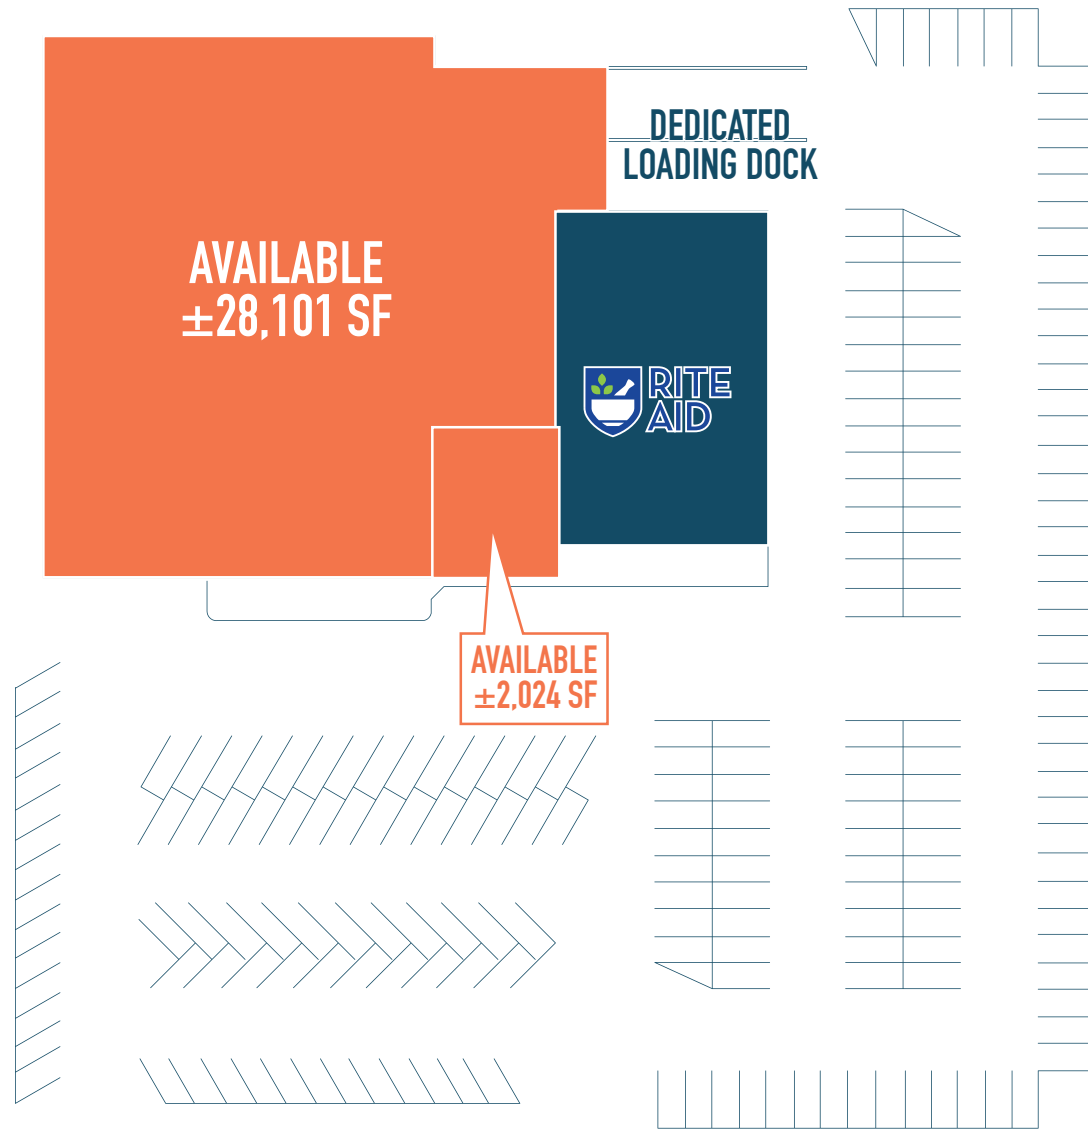 DEDICATED
LOADING DOCK
AVAILABLE
±28,101 SF
RITE
AID
AVAILABLE
±2,024 SF